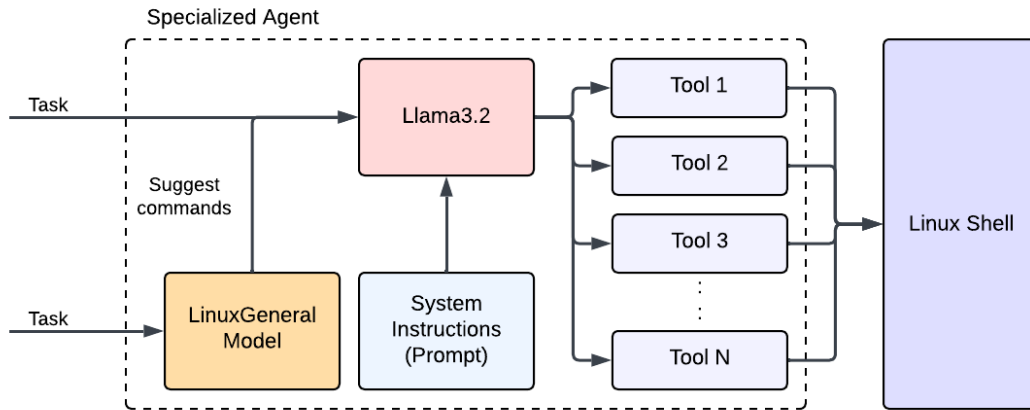 Specialized Agent
Task
Llama3.2
Tool 1
Tool 2
Suggest
commands
Tool 3
Linux Shell
Task
LinuxGeneral
Model
System
Instructions
(Prompt)
Tool N